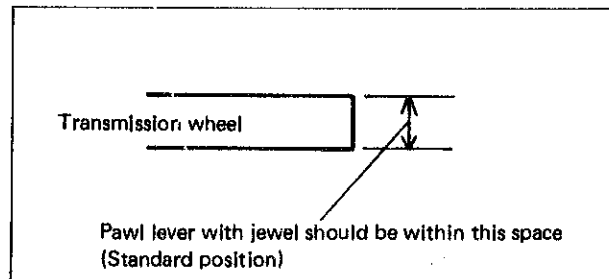 Transmission wheel
Pawl lever with jewel should be within this space
(Standard position)